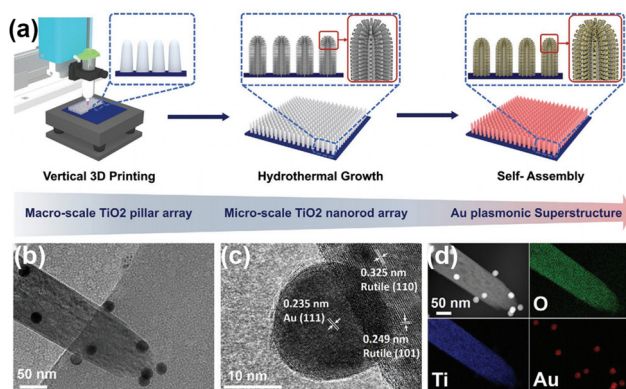 (a)
Vertical 3D Printing
Hydrothermal Growth
Self- Assembly
Macro-scale TiO2 pillar array
Micro-scale TiO2 nanorod array
Au plasmonic Superstructure
(b)
50 nm
(c)
0.325 nm
Rutile (110)
0.235 nm
Au (111)
0.249 nm
Rutile (101)
10 nm
(d)
50 nm
O
Ti
Au